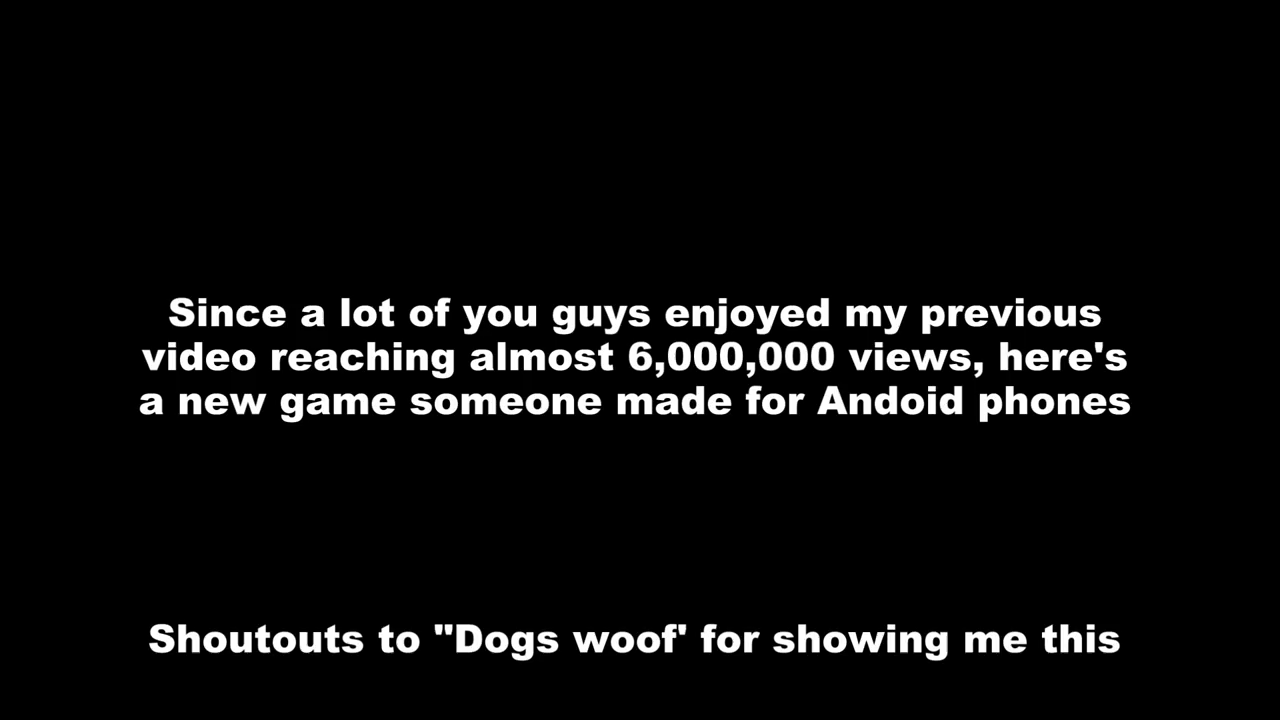 Since a lot of you guys enjoyed my previous
video reaching almost 6,000,000 views, here's
a new game someone made for Andoid phones
Shoutouts to "Dogs woof' for showing me this